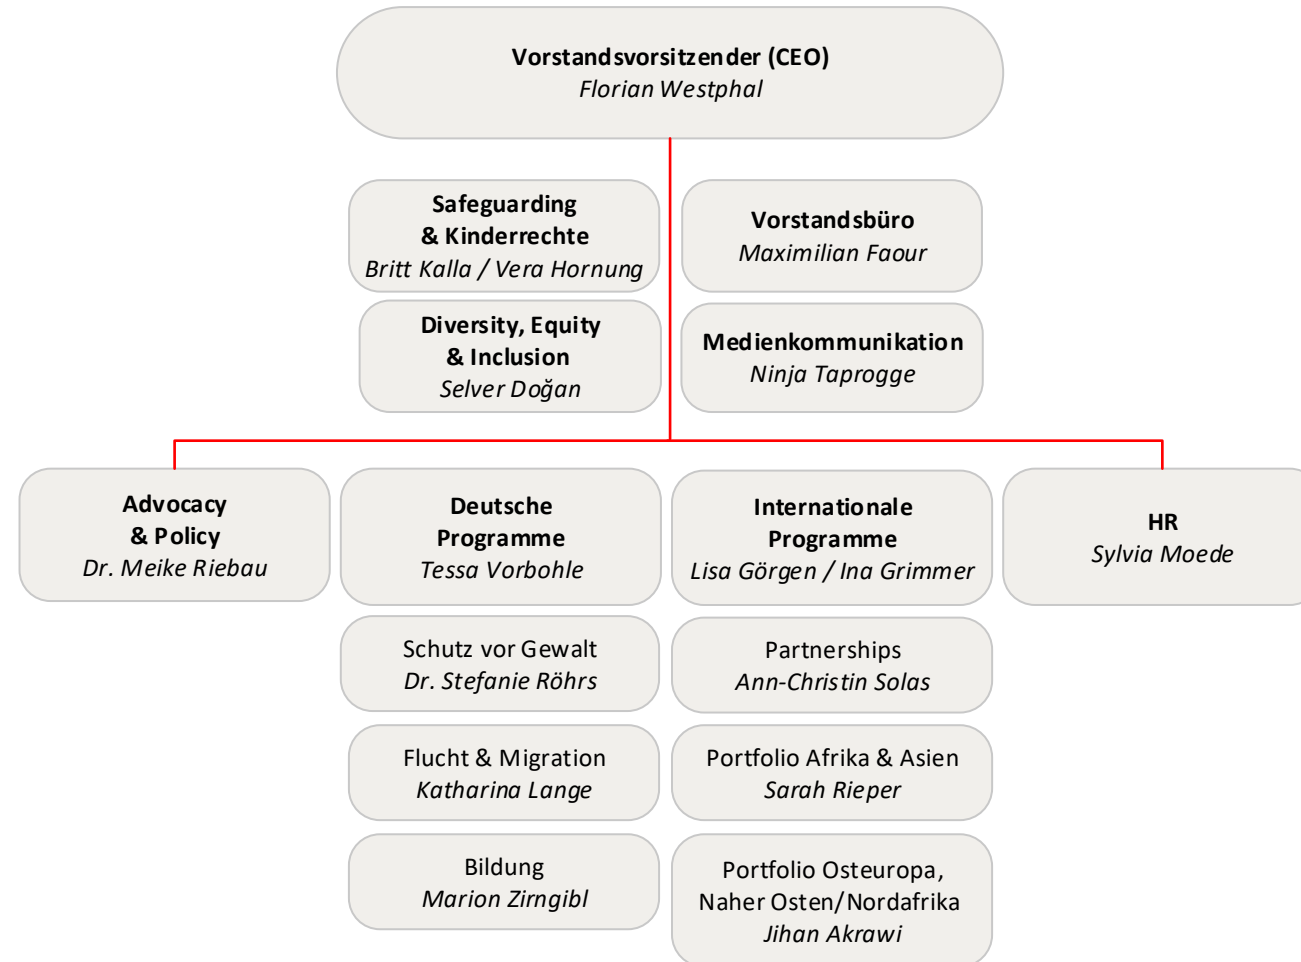 Vorstandsvorsitzender (CEO)
Florian Westphal
Safeguarding
& Kinderrechte
Britt Kalla / Vera Hornung
Vorstandsbüro
Maximilian Faour
Diversity, Equity
& Inclusion
Selver Doğan
Medienkommunikation
Ninja Taprogge
Advocacy
& Policy
Dr. Meike Riebau
Deutsche
Programme
Tessa Vorbohle
Internationale
Programme
Lisa Görgen / Ina Grimmer
HR
Sylvia Moede
Schutz vor Gewalt
Dr. Stefanie Röhrs
Partnerships
Ann-Christin Solas
Flucht & Migration
Katharina Lange
Portfolio Afrika & Asien
Sarah Rieper
Bildung
Marion Zirngibl
Portfolio Osteuropa,
Naher Osten/Nordafrika
Jihan Akrawi